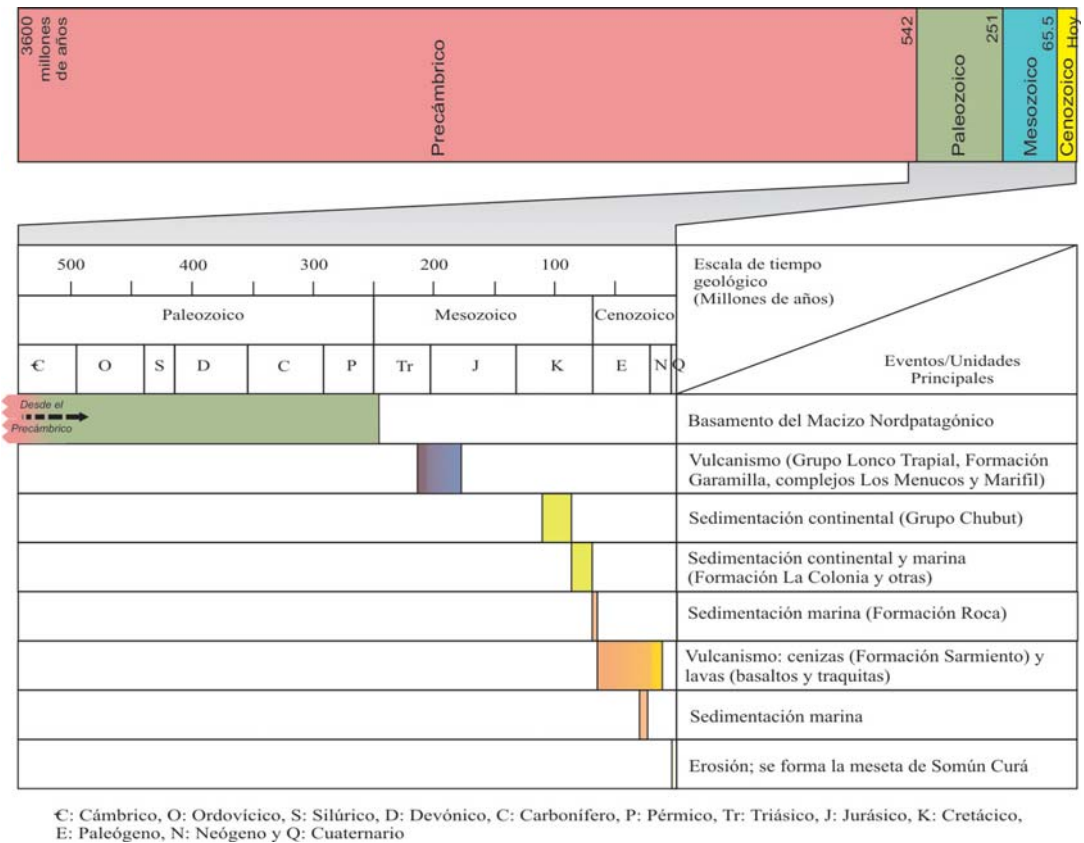 3600
millones
de años
Precámbrico
542
Paleozoico
251
Mesozoico
65.5
Cenozoico
Hoy
500 400 300 200 100
Escala de tiempo
geológico
(Millones de años)
Paleozoico Mesozoico Cenozoico
Є O S D C P Tr J K E N Q
Eventos/Unidades
Principales
Desde el
Precámbrico
Basamento del Macizo Nordpatagónico
Vulcanismo (Grupo Lonco Trapial, Formación
Garamilla, complejos Los Menucos y Marifil)
Sedimentación continental (Grupo Chubut)
Sedimentación continental y marina
(Formación La Colonia y otras)
Sedimentación marina (Formación Roca)
Vulcanismo: cenizas (Formación Sarmiento) y
lavas (basaltos y traquitas)
Sedimentación marina
Erosión; se forma la meseta de Somún Curá
Є: Cámbrico, O: Ordovícico, S: Silúrico, D: Devónico, C: Carbonífero, P: Pérmico, Tr: Triásico, J: Jurásico, K: Cretácico,
E: Paleógeno, N: Neógeno y Q: Cuaternario